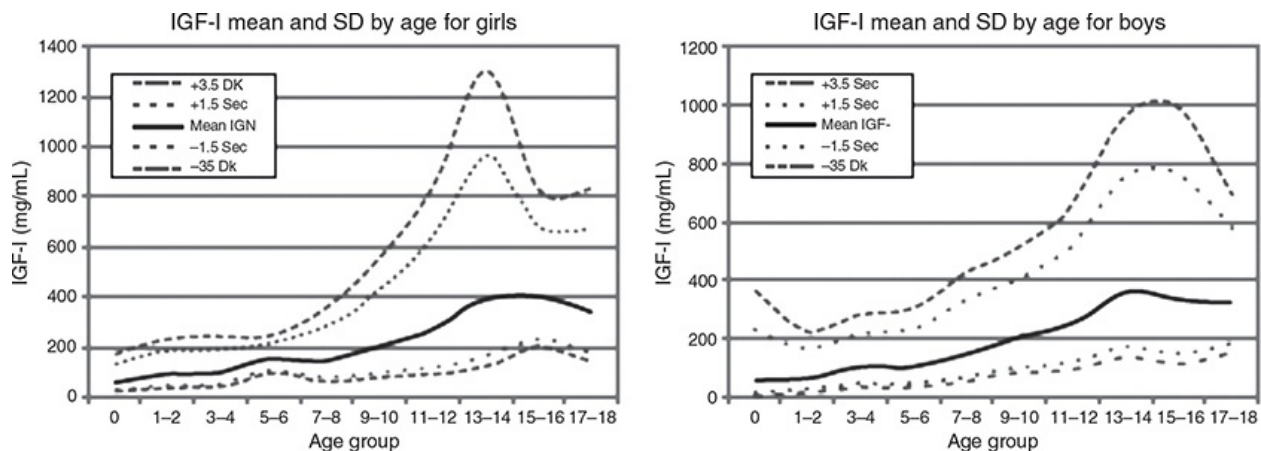 IGF-I mean and SD by age for girls
1400
1200
1000
800
600
400
200
0
IGF-I (mg/mL)
+3.5 DK
+1.5 Sec
Mean IGN
–1.5 Sec
–35 Dk
0 1–2 3–4 5–6 7–8 9–10 11–12 13–14 15–16 17–18
Age group
IGF-I mean and SD by age for boys
1200
1000
800
600
400
200
0
IGF-I (mg/mL)
+3.5 Sec
+1.5 Sec
Mean IGF-
–1.5 Sec
–35 Dk
0 1–2 3–4 5–6 7–8 9–10 11–12 13–14 15–16 17–18
Age group